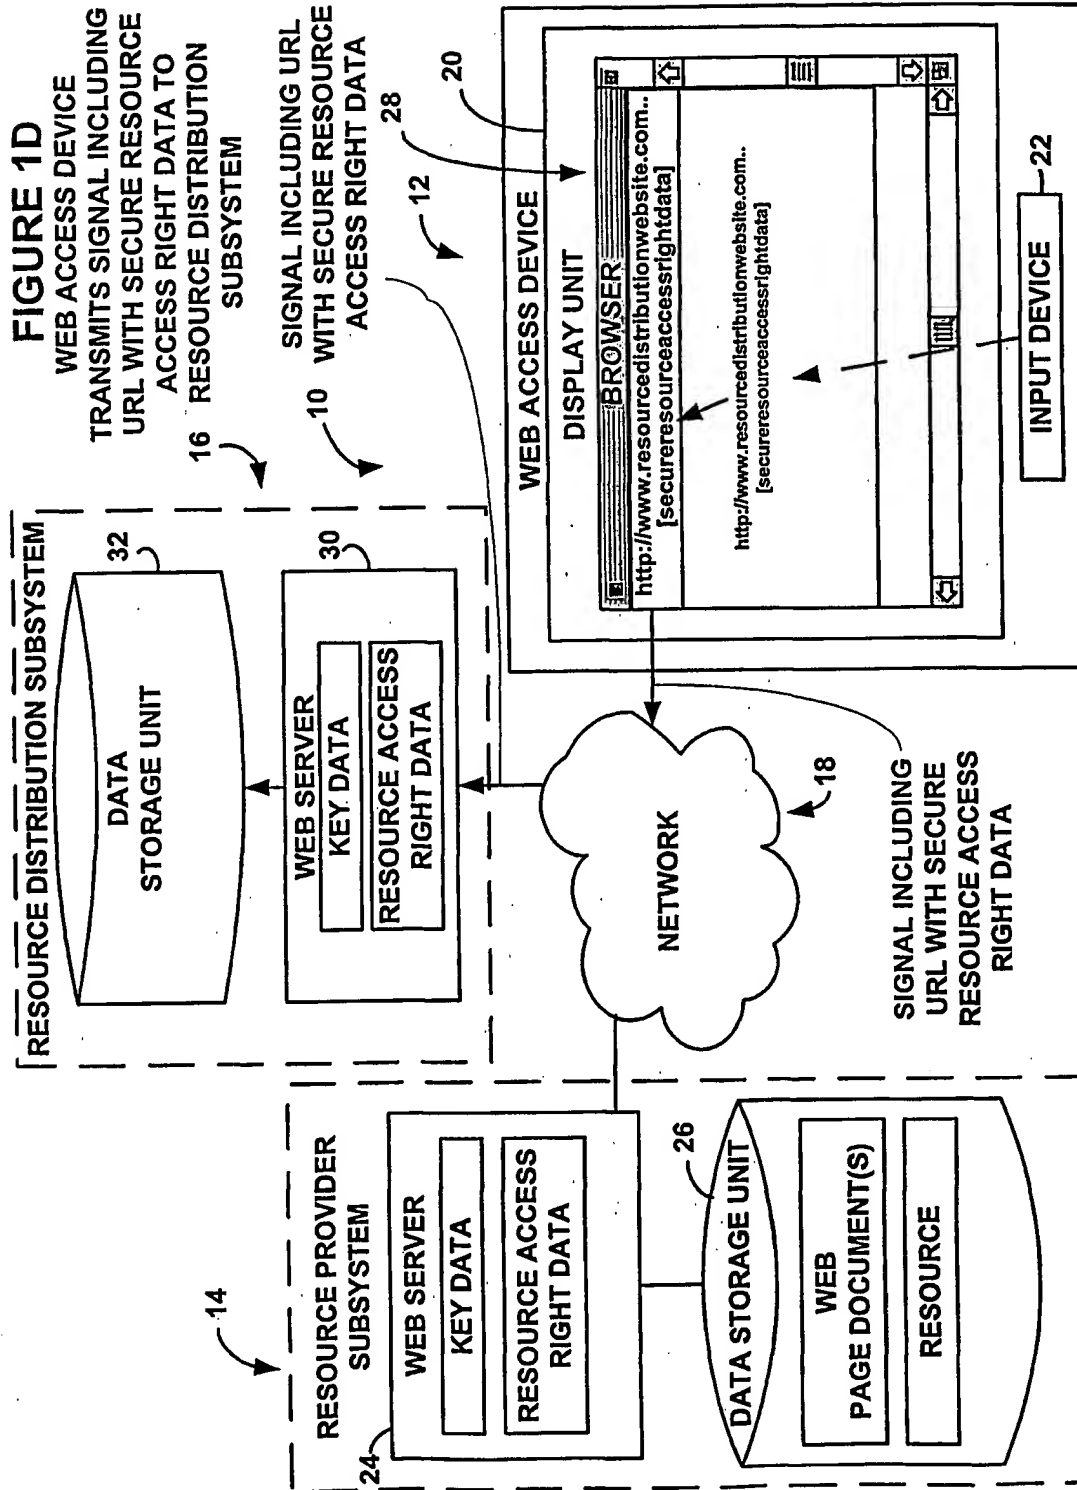 FIGURE 1D
WEB ACCESS DEVICE
TRANSMITS SIGNAL INCLUDING
URL WITH SECURE RESOURCE
ACCESS RIGHT DATA TO
RESOURCE DISTRIBUTION
SUBSYSTEM
16
10
SIGNAL INCLUDING URL
WITH SECURE RESOURCE
ACCESS RIGHT DATA
12
RESOURCE DISTRIBUTION SUBSYSTEM
32
DATA
STORAGE UNIT
30
WEB SERVER
KEY DATA
RESOURCE ACCESS
RIGHT DATA
14
RESOURCE PROVIDER
SUBSYSTEM
24
WEB SERVER
KEY DATA
RESOURCE ACCESS
RIGHT DATA
26
DATA STORAGE UNIT
WEB
PAGE DOCUMENT(S)
RESOURCE
NETWORK
18
SIGNAL INCLUDING
URL WITH SECURE
RESOURCE ACCESS
RIGHT DATA
28
20
WEB ACCESS DEVICE
DISPLAY UNIT
BROWSER
http://www.resourcedistributionwebsite.com..
[secureresourceaccessrightdata]
http://www.resourcedistributionwebsite.com..
[secureresourceaccessrightdata]
22
INPUT DEVICE